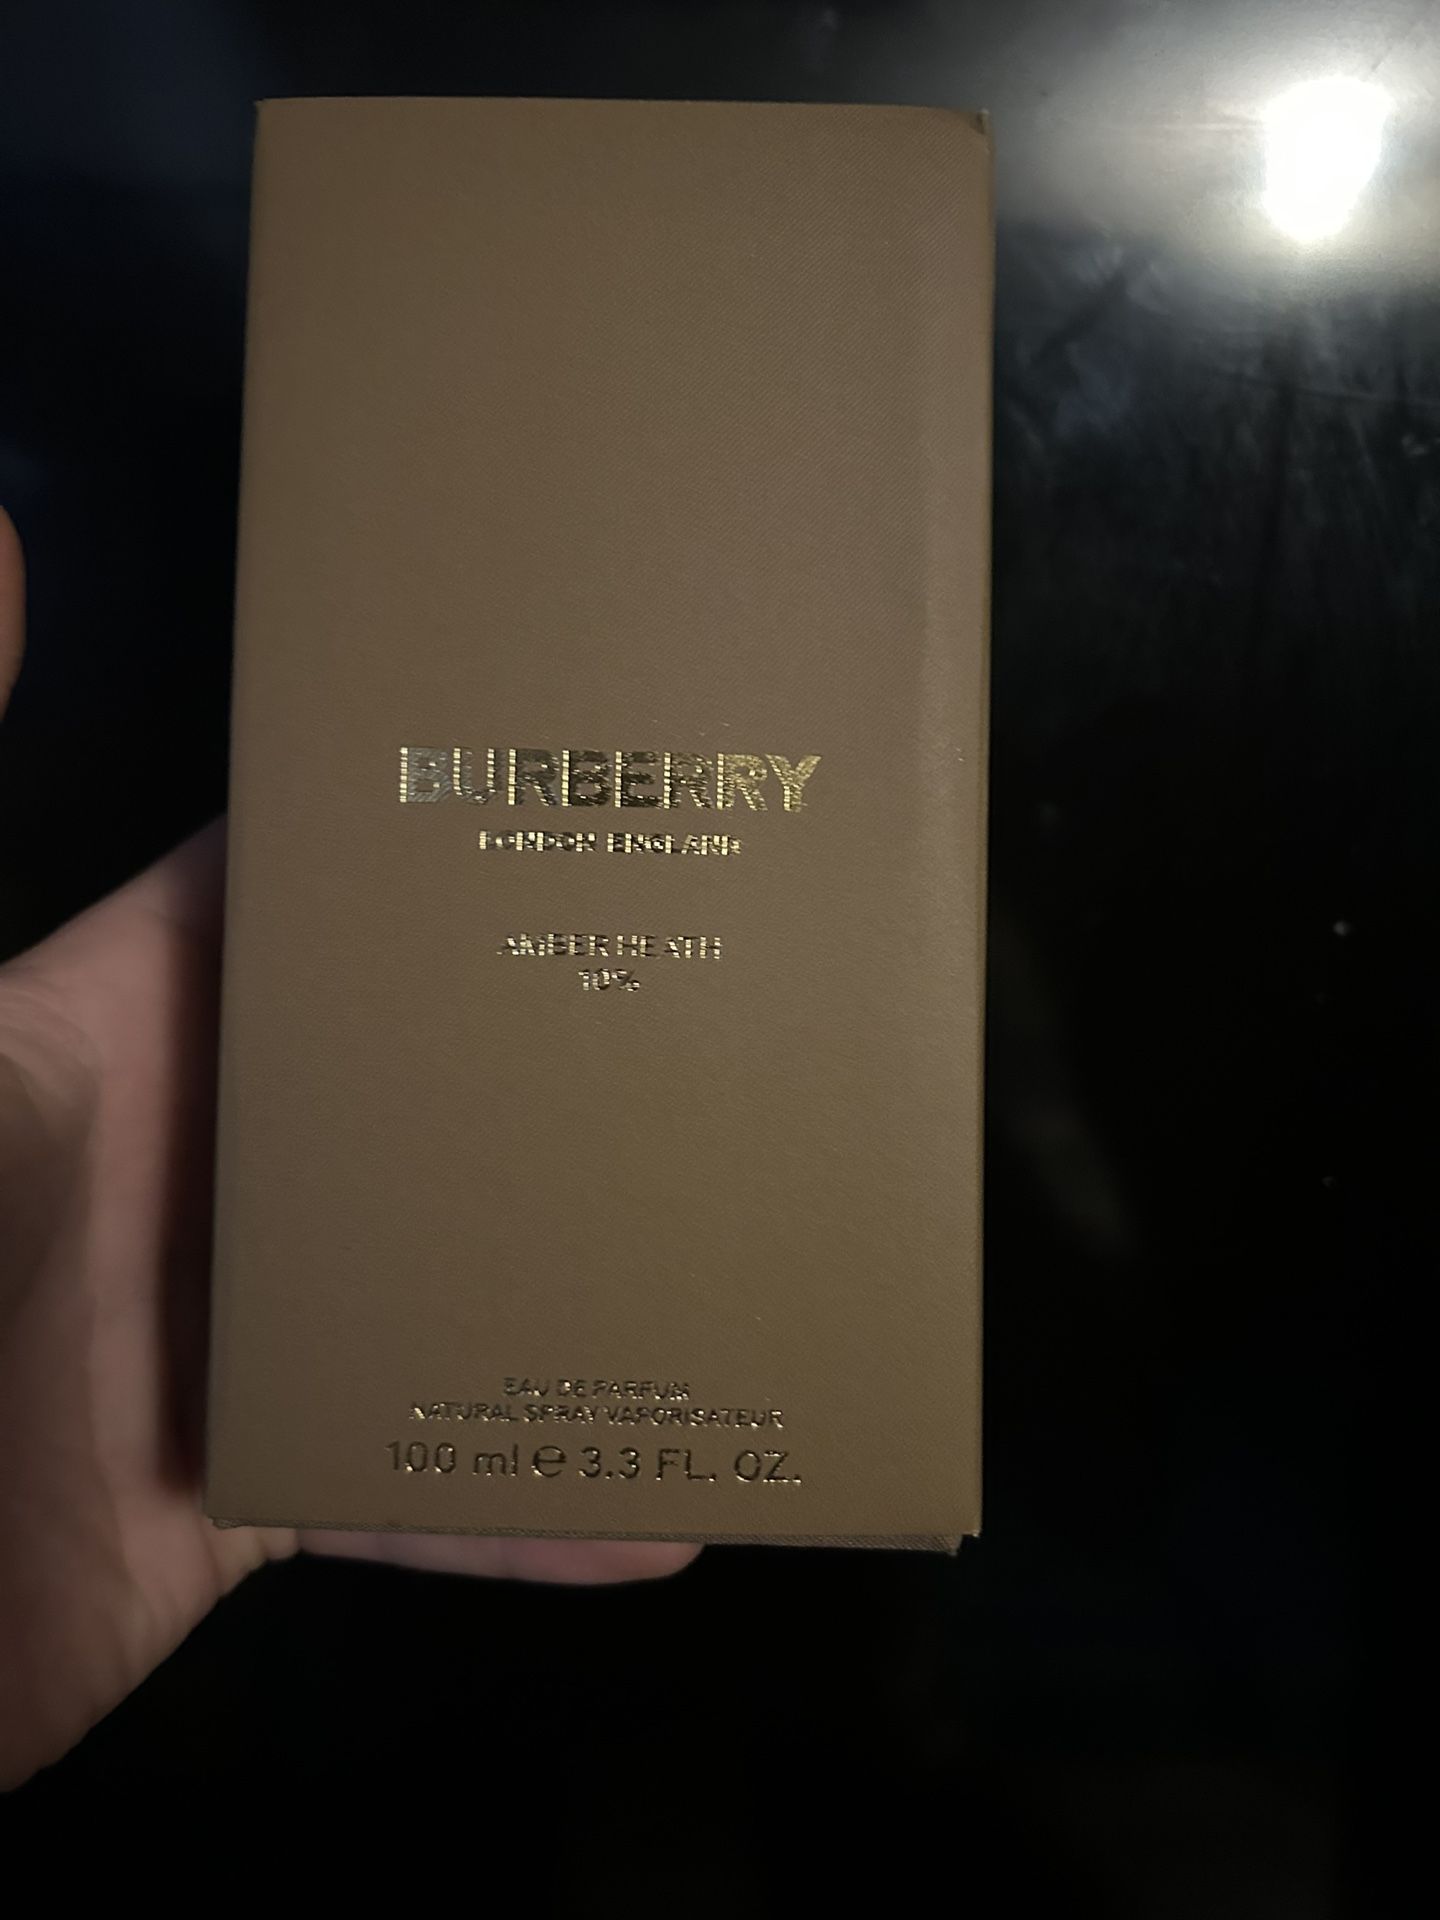 BURBERRY
LONDON ENGLAND
AMBER HEATH
10%
EAU DE PARFUM
NATURAL SPRAY VAPORISATEUR
100 ml e 3.3 FL. OZ.